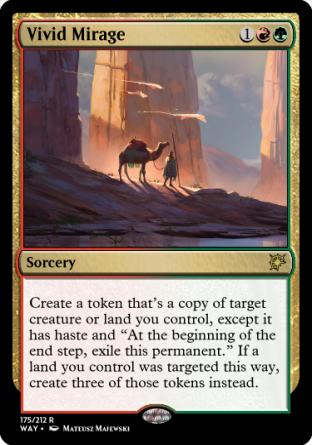 Vivid Mirage
1
Sorcery
Create a token that's a copy of target
creature or land you control, except it
has haste and “At the beginning of the
end step, exile this permanent.” If a
land you control was targeted this way,
create three of those tokens instead.
175/212 R
WAY • Mateusz Majewski